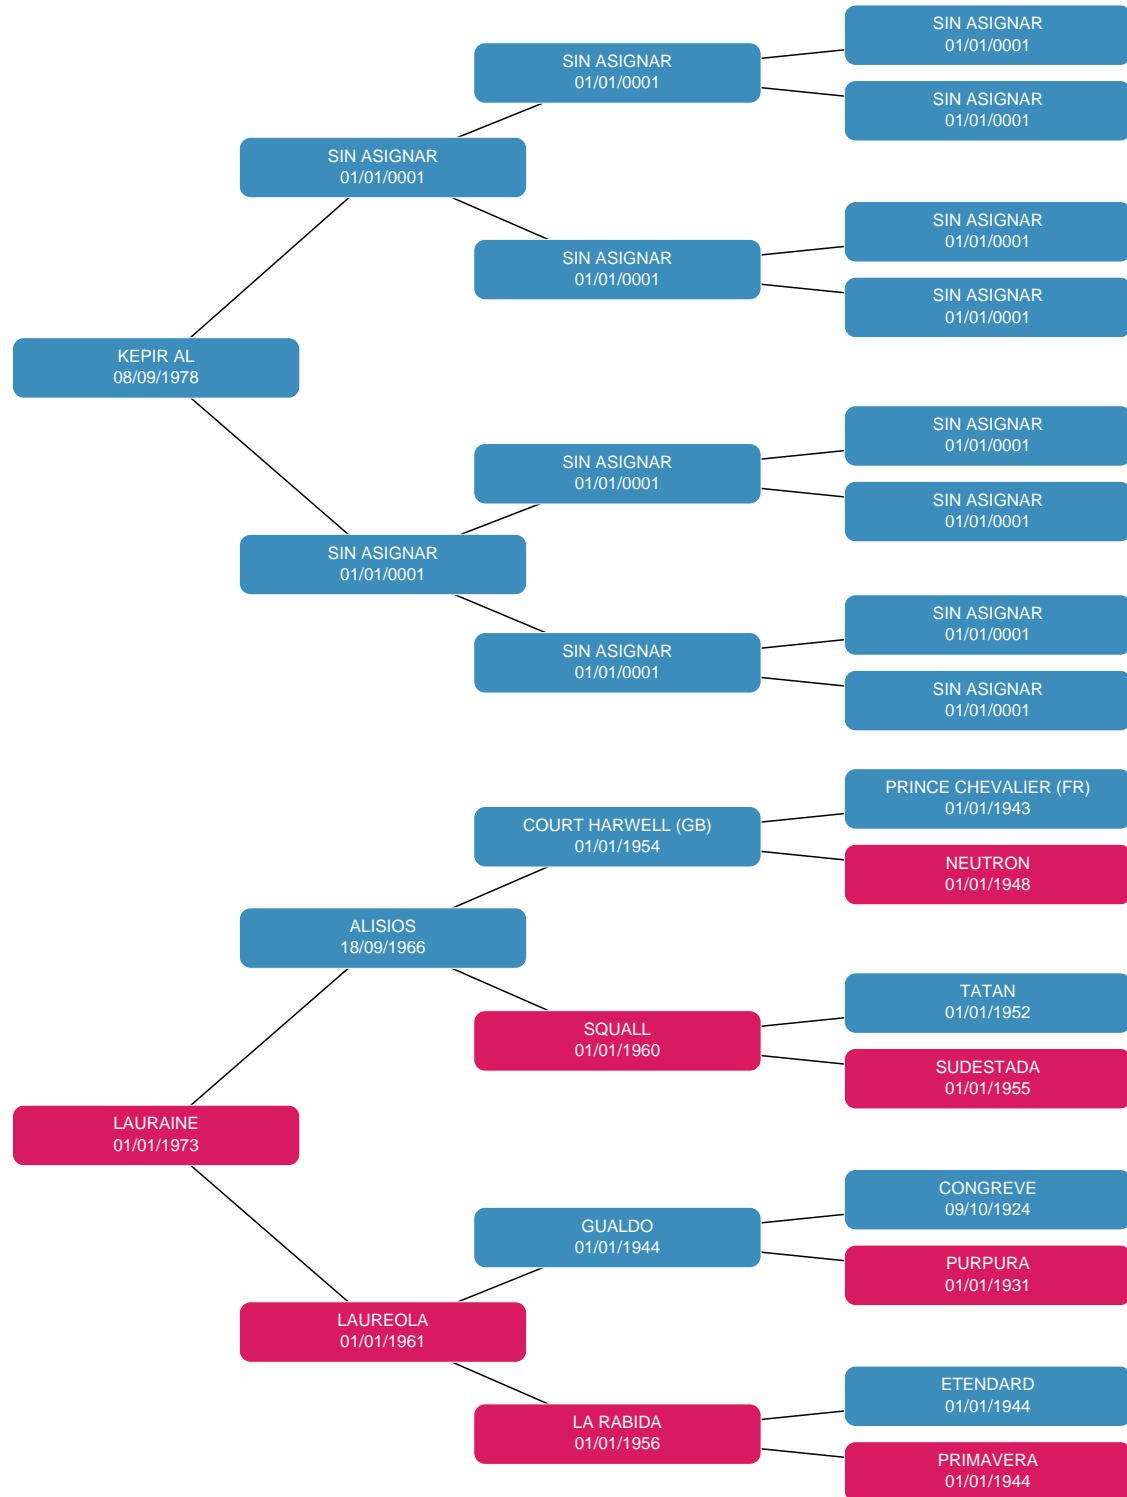 SIN ASIGNAR
01/01/0001
SIN ASIGNAR
01/01/0001
SIN ASIGNAR
01/01/0001
SIN ASIGNAR
01/01/0001
SIN ASIGNAR
01/01/0001
SIN ASIGNAR
01/01/0001
SIN ASIGNAR
01/01/0001
KEPIR AL
08/09/1978
SIN ASIGNAR
01/01/0001
SIN ASIGNAR
01/01/0001
SIN ASIGNAR
01/01/0001
SIN ASIGNAR
01/01/0001
SIN ASIGNAR
01/01/0001
SIN ASIGNAR
01/01/0001
SIN ASIGNAR
01/01/0001
PRINCE CHEVALIER (FR)
01/01/1943
COURT HARWELL (GB)
01/01/1954
NEUTRON
01/01/1948
ALISIOS
18/09/1966
TATAN
01/01/1952
SQUALL
01/01/1960
SUDESTADA
01/01/1955
LAURAINE
01/01/1973
CONGREVE
09/10/1924
GUALDO
01/01/1944
PURPURA
01/01/1931
LAUREOLA
01/01/1961
ETENDARD
01/01/1944
LA RABIDA
01/01/1956
PRIMAVERA
01/01/1944